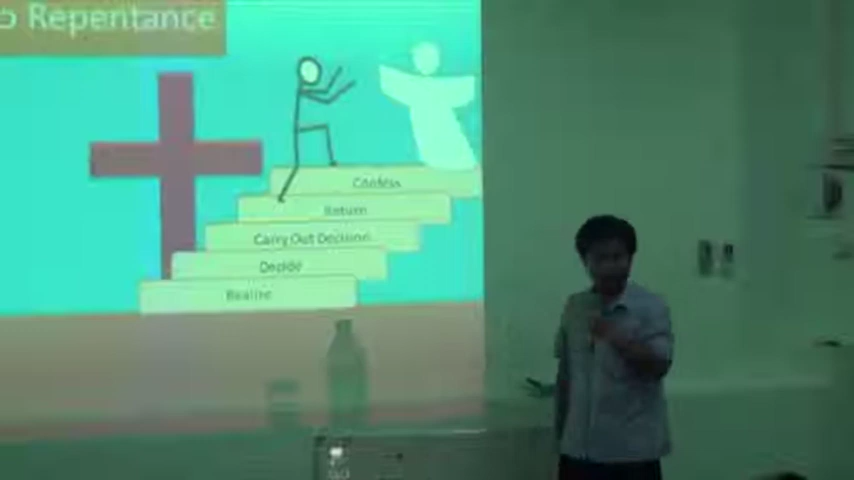 Repentance
Confess
Return
Carry Out Decision
Decide
Realise